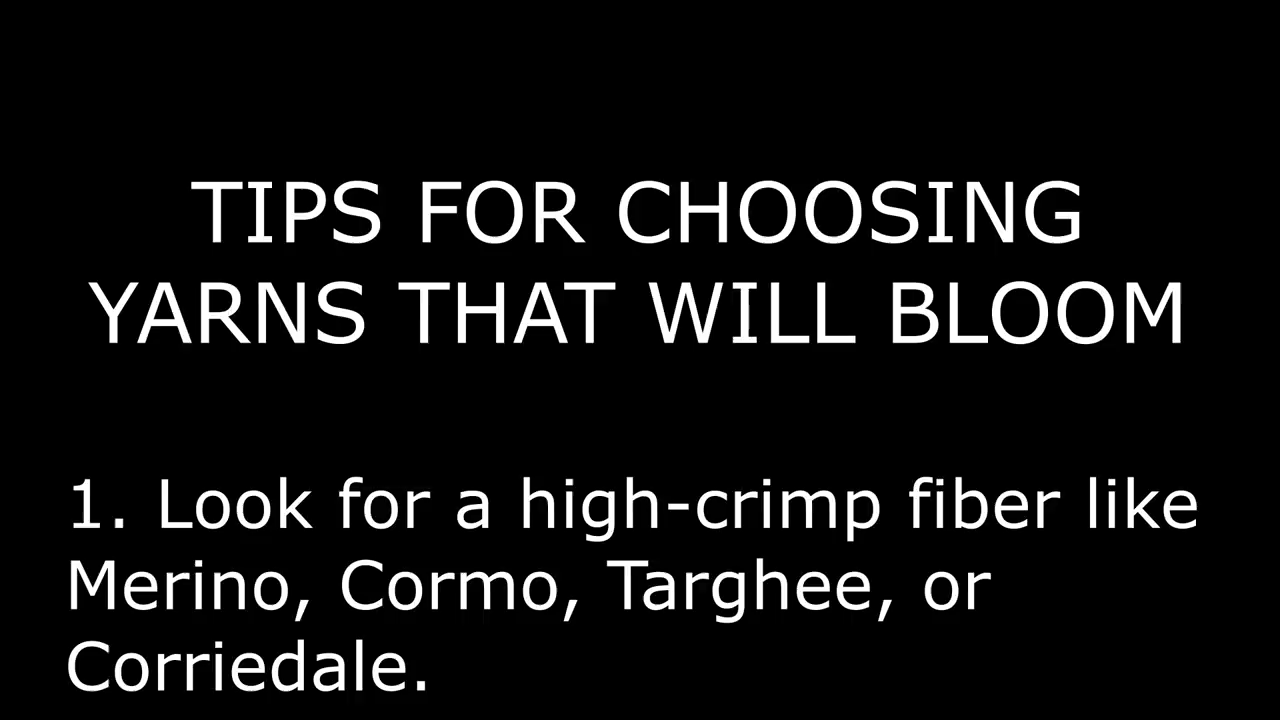 TIPS FOR CHOOSING
YARNS THAT WILL BLOOM
1. Look for a high-crimp fiber like
Merino, Cormo, Targhee, or
Corriedale.